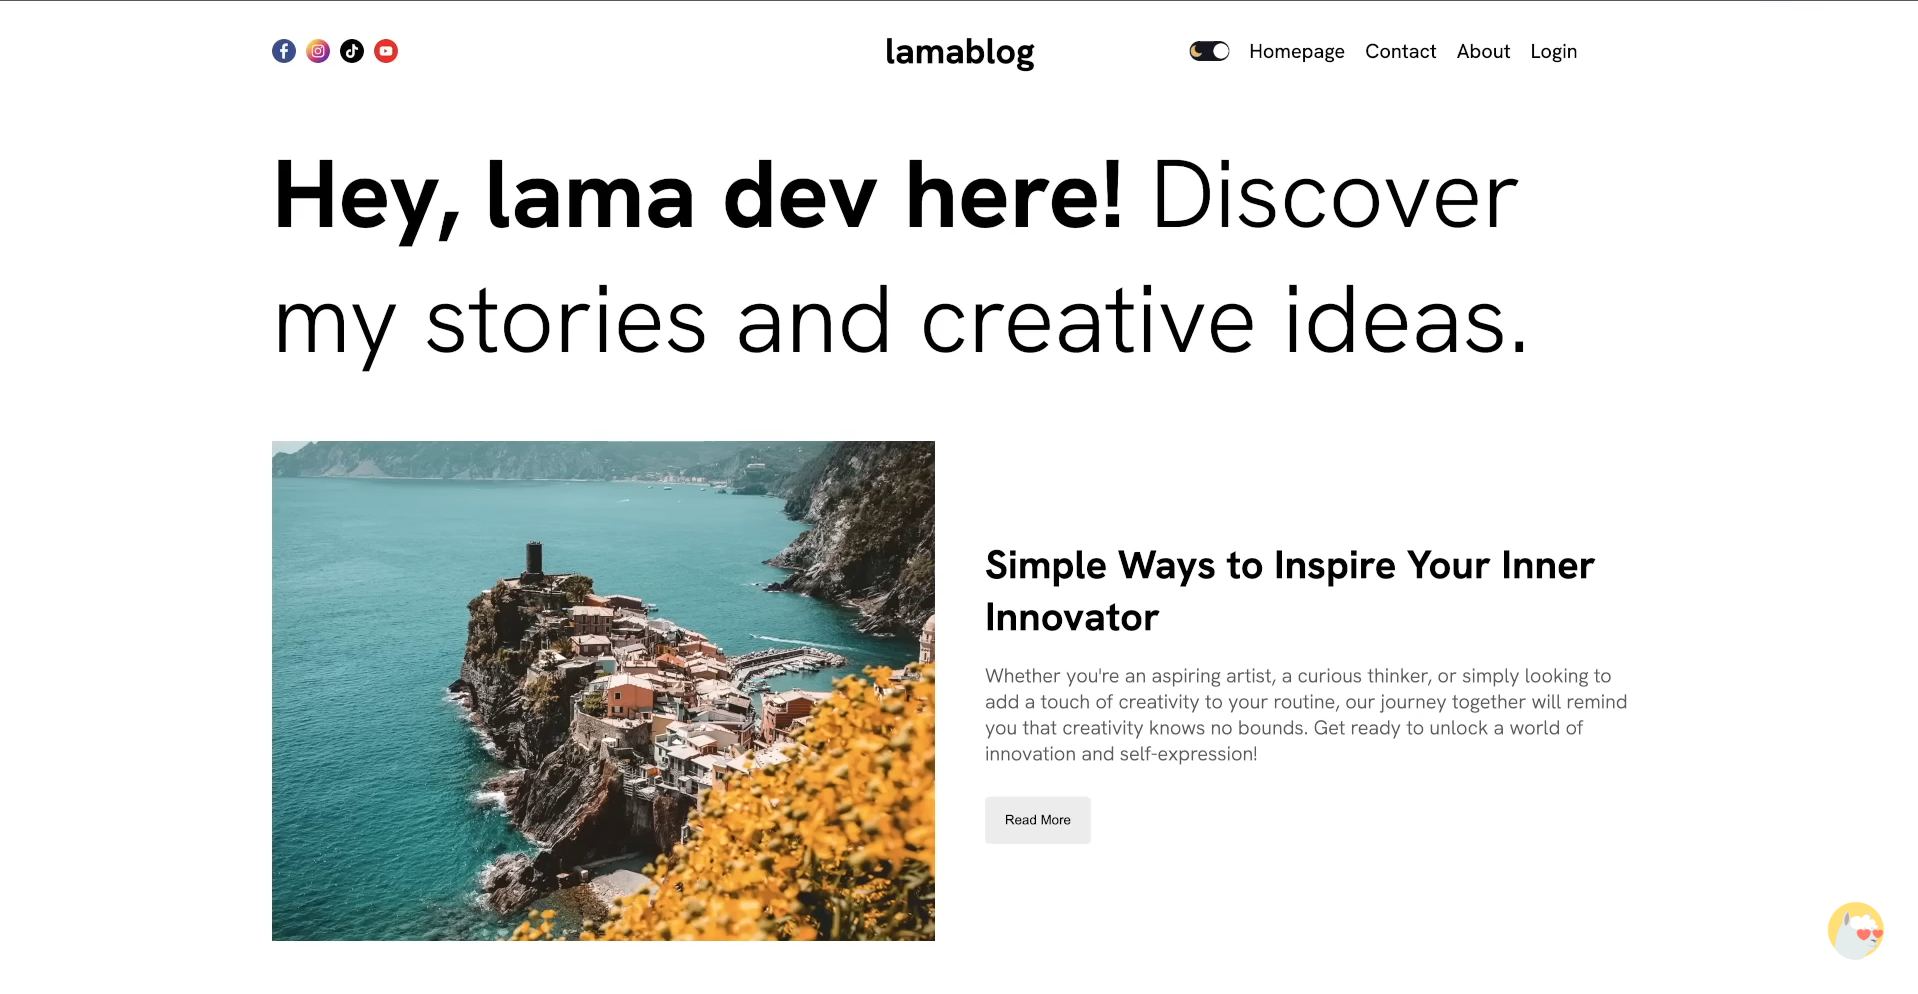 lamablog
Homepage Contact About Login
Hey, lama dev here! Discover
my stories and creative ideas.
Simple Ways to Inspire Your Inner
Innovator
Whether you're an aspiring artist, a curious thinker, or simply looking to
add a touch of creativity to your routine, our journey together will remind
you that creativity knows no bounds. Get ready to unlock a world of
innovation and self-expression!
Read More